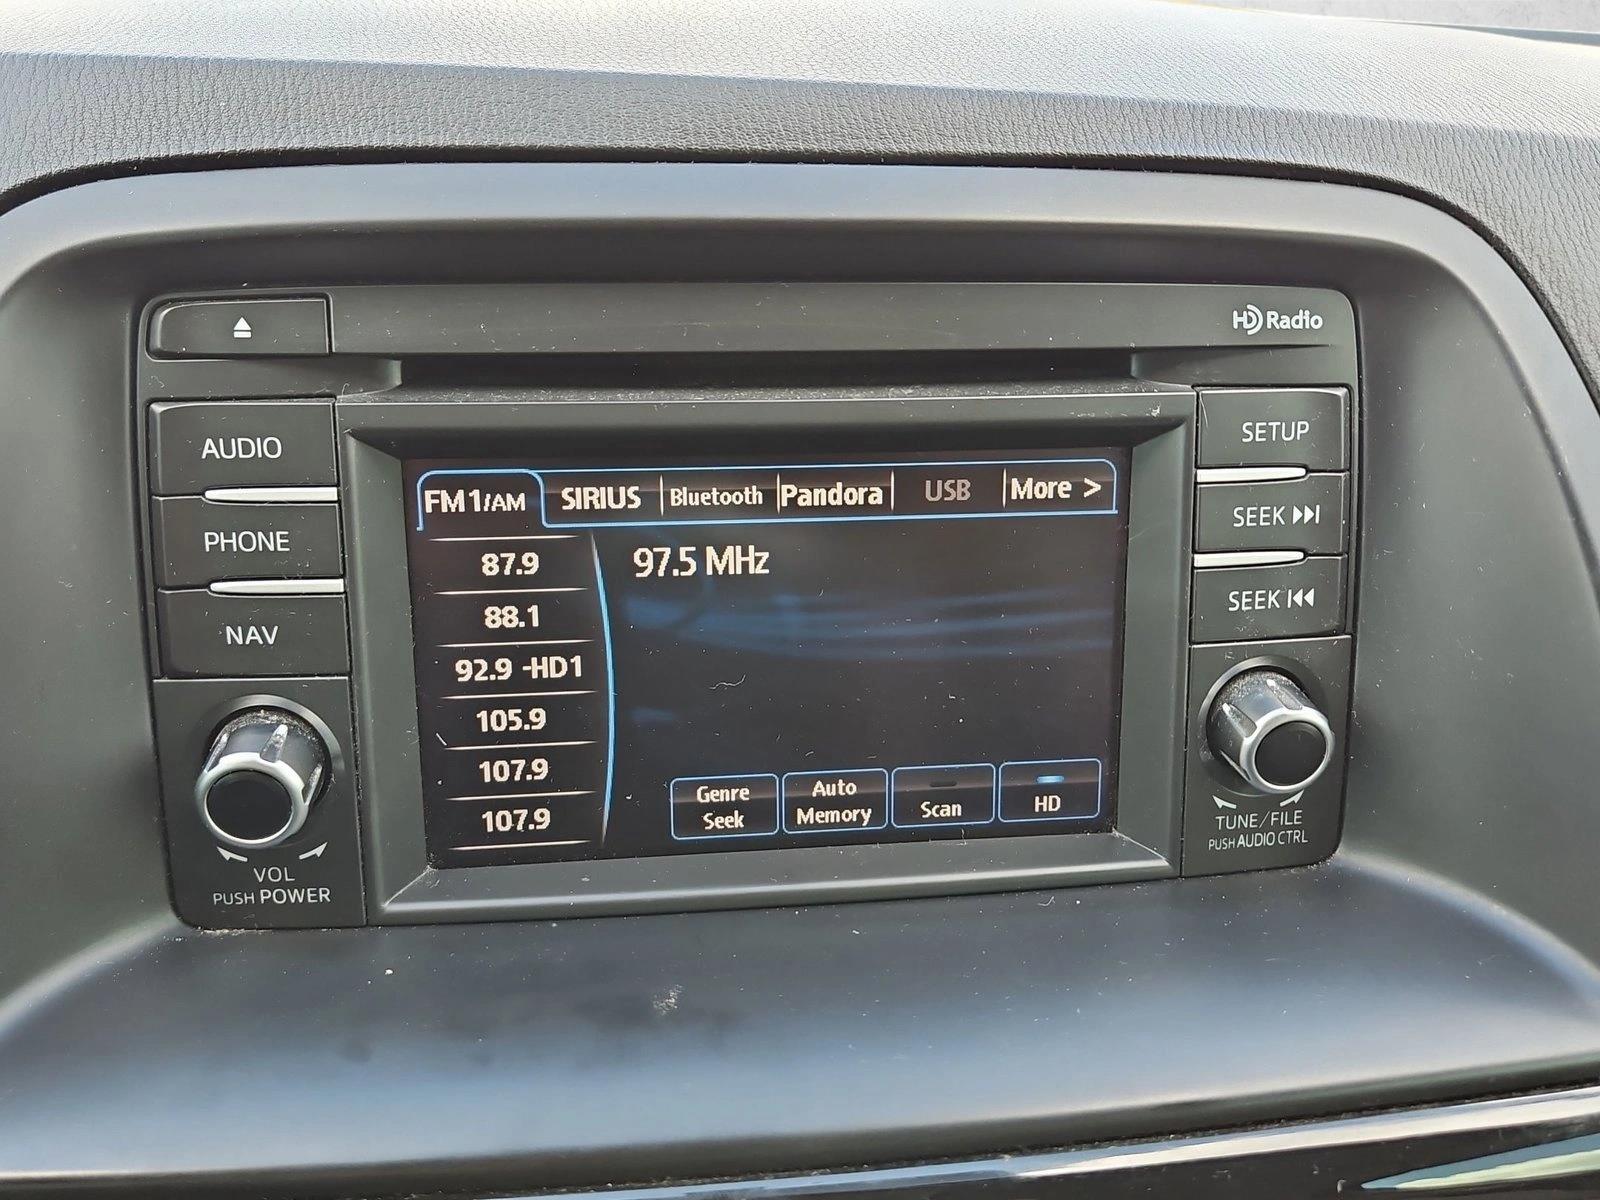 HD Radio
AUDIO
PHONE
NAV
VOL
PUSH POWER
FM1/AM SIRIUS Bluetooth Pandora USB More >
87.9
88.1
92.9 -HD1
105.9
107.9
107.9
97.5 MHz
Genre
Seek
Auto
Memory
Scan
HD
SETUP
SEEK
SEEK
TUNE/FILE
PUSH AUDIO CTRL